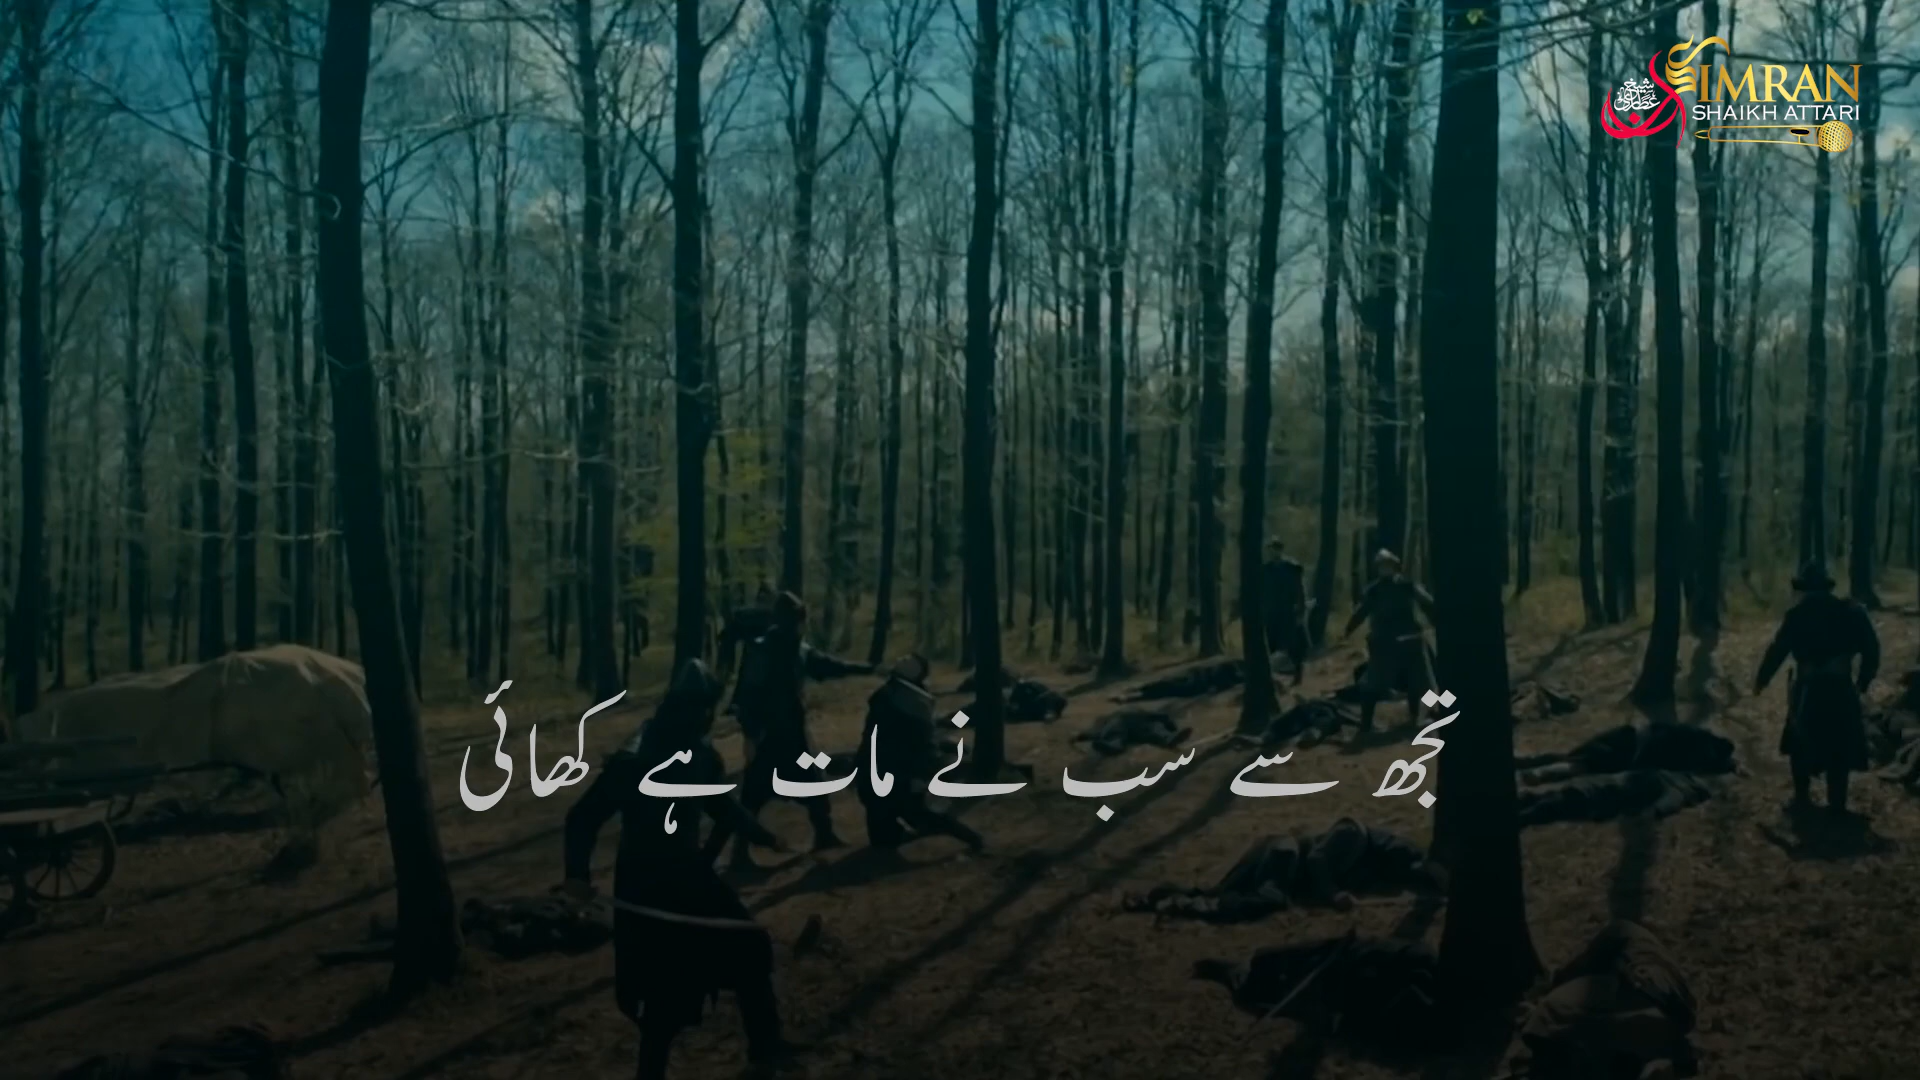 IMRAN
SHAIKH ATTARI
تجھ سے سب نے مات ہے کھائی